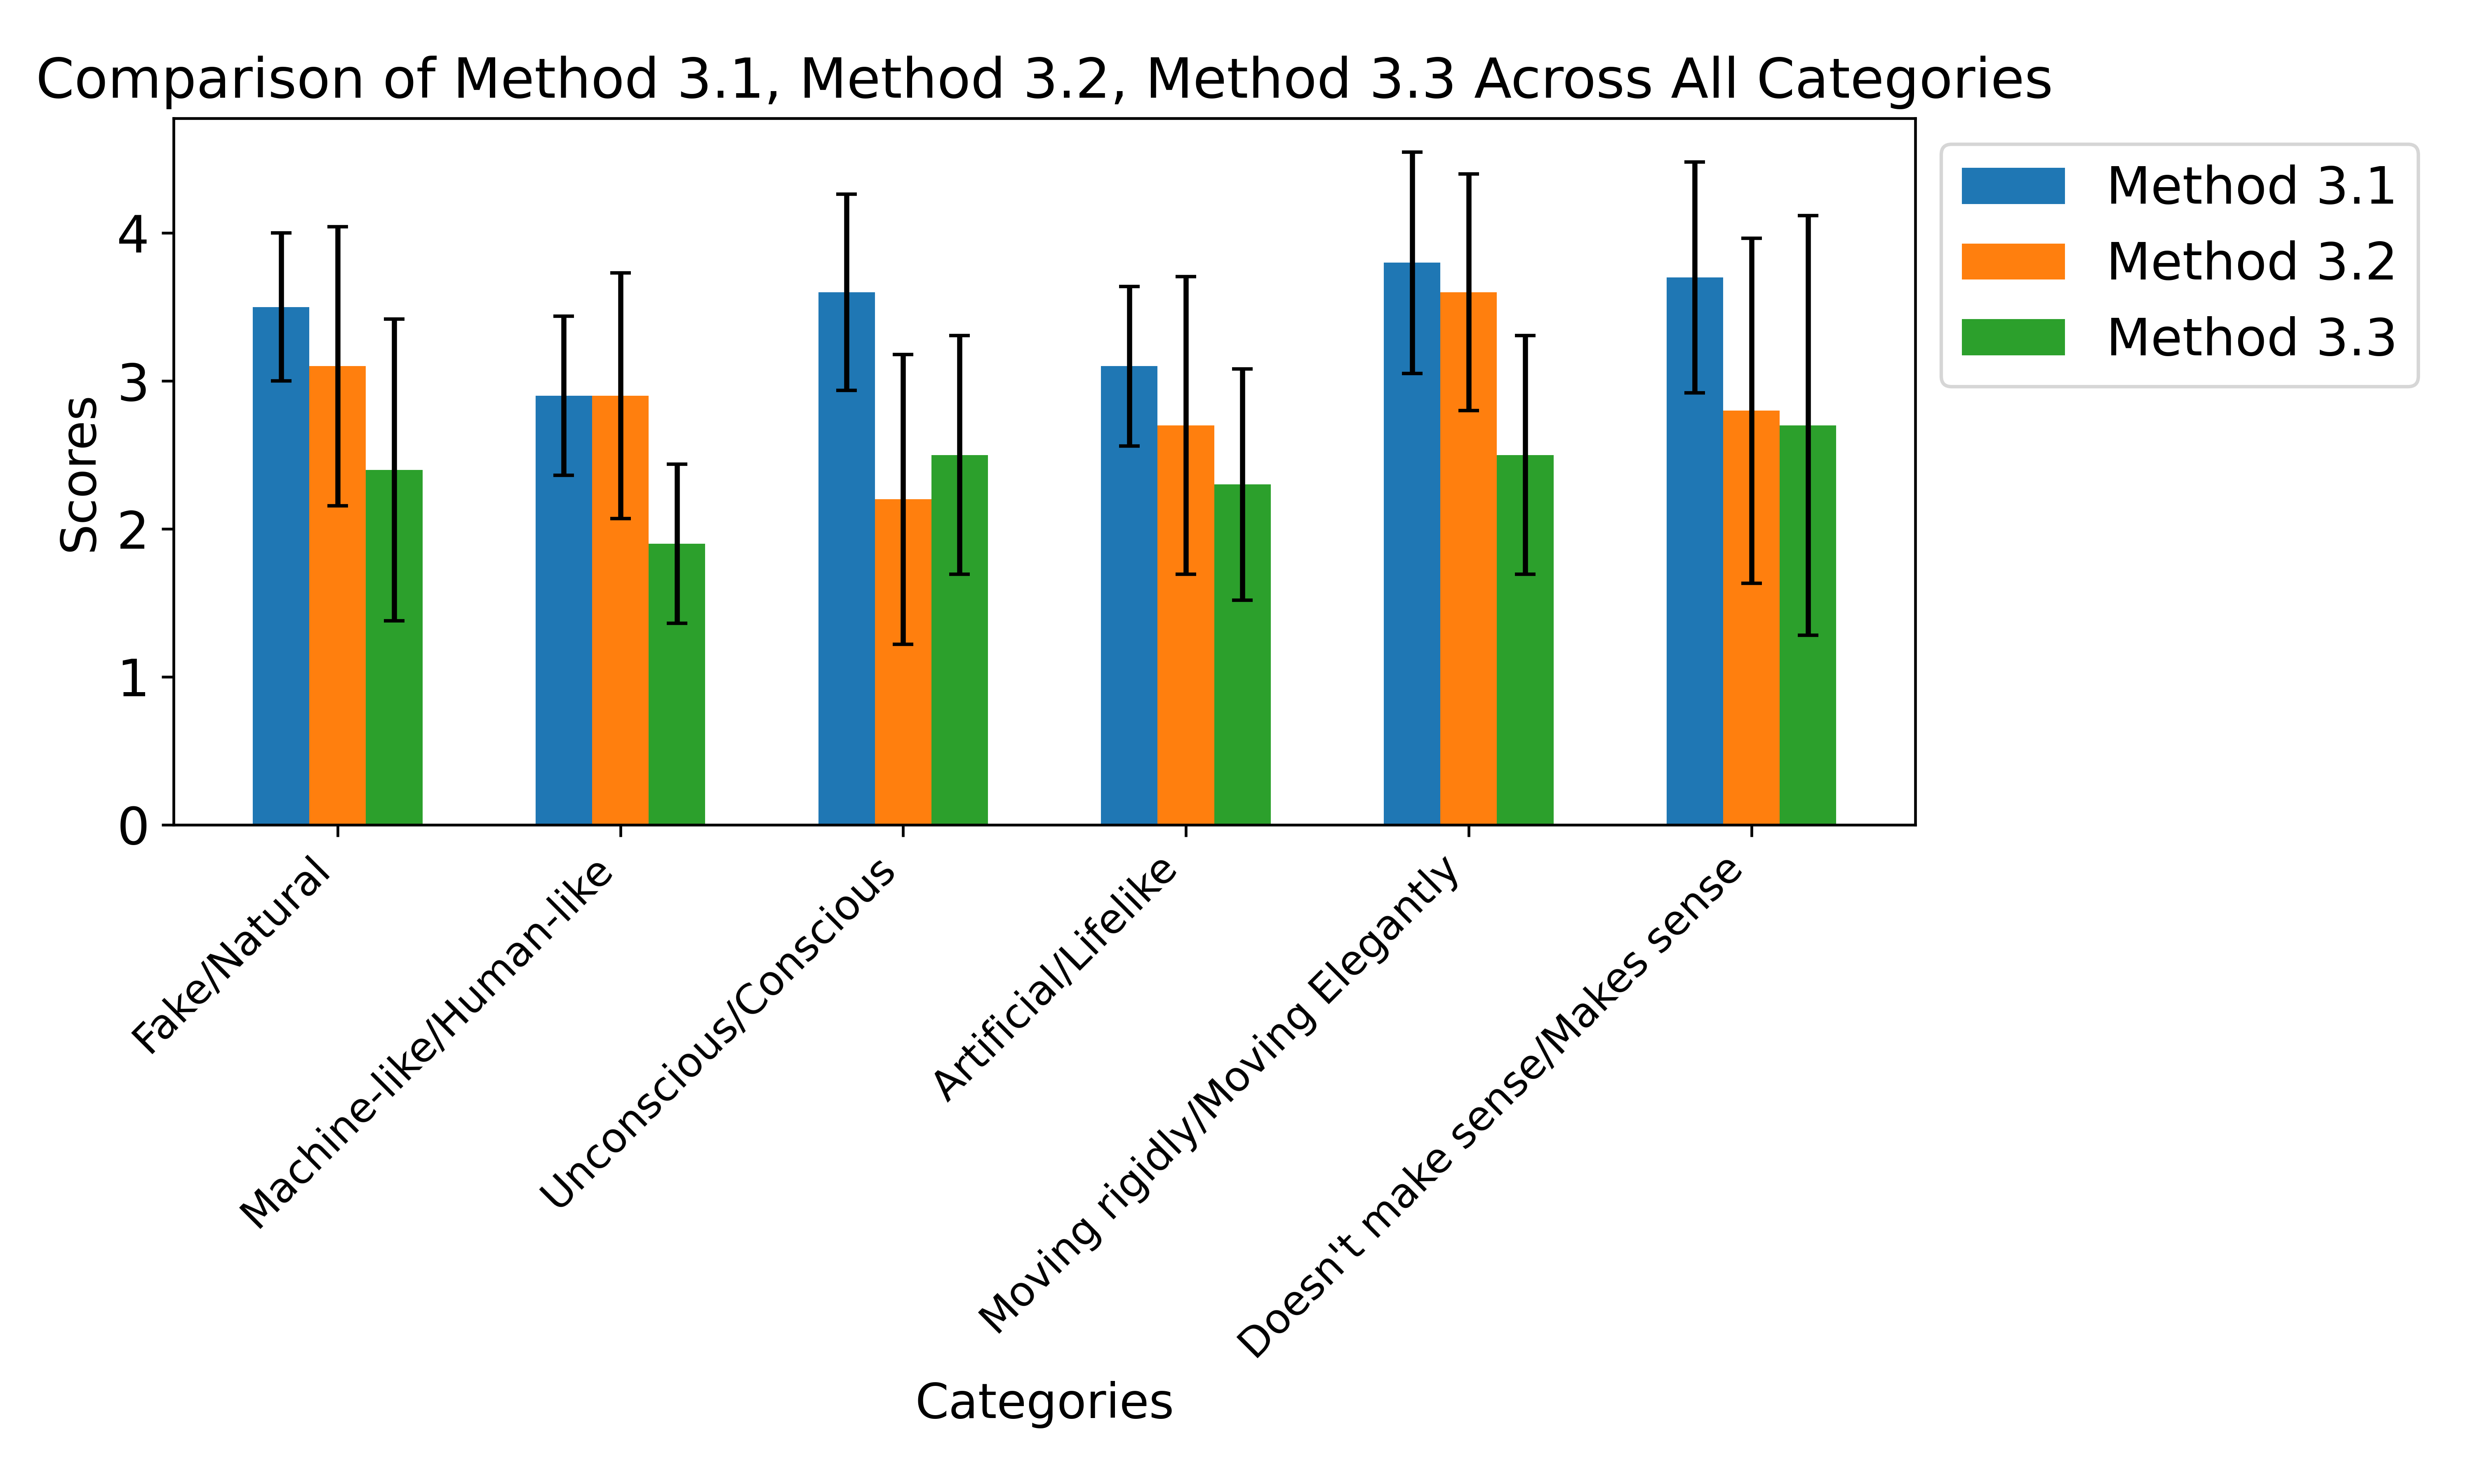 Comparison of Method 3.1, Method 3.2, Method 3.3 Across All Categories
Method 3.1
Method 3.2
Method 3.3
Scores
4
3
2
1
0
Fake/Natural
Machine-like/Human-like
Unconscious/Conscious
Artificial/Lifelike
Moving rigidly/Moving Elegantly
Doesn't make sense/Makes sense
Categories